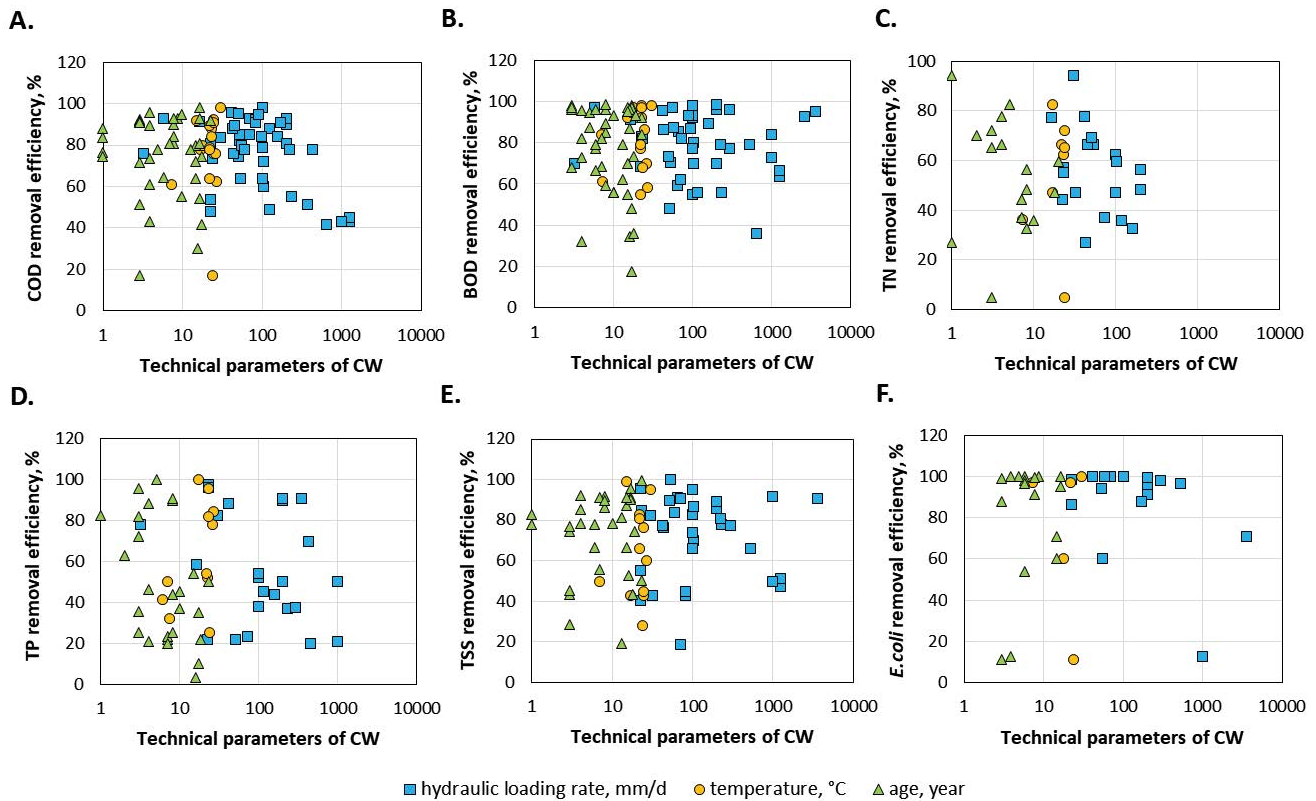 A.
COD removal efficiency, %
120
100
80
60
40
20
0
1 10 100 1000 10000
Technical parameters of CW
B.
BOD removal efficiency, %
120
100
80
60
40
20
0
1 10 100 1000 10000
Technical parameters of CW
C.
TN removal efficiency, %
100
80
60
40
20
0
1 10 100 1000 10000
Technical parameters of CW
D.
TP removal efficiency, %
120
100
80
60
40
20
0
1 10 100 1000 10000
Technical parameters of CW
E.
TSS removal efficiency, %
120
100
80
60
40
20
0
1 10 100 1000 10000
Technical parameters of CW
F.
E.coli removal efficiency, %
120
100
80
60
40
20
0
1 10 100 1000 10000
Technical parameters of CW
hydraulic loading rate, mm/d temperature, °C age, year